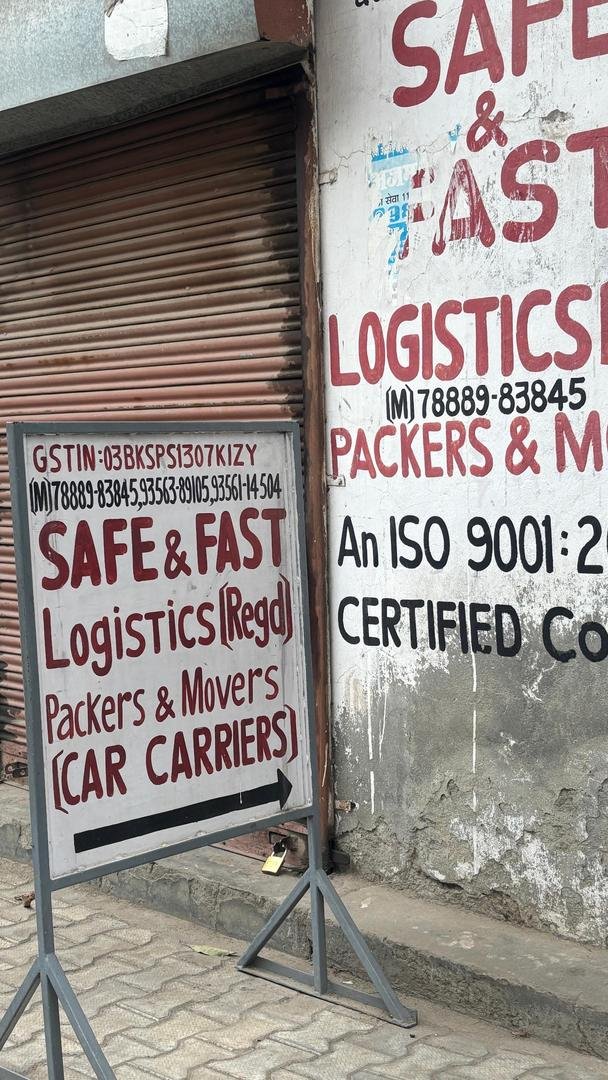 GSTIN:03BKSPS1307K1ZY
(M)78889-83845,93563-89105,93561-14504
SAFE & FAST
Logistics (Regd)
Packers & Movers
(CAR CARRIERS)
SAFE
&
FAST
सेवा 11
LOGISTICS
(M) 78889-83845
PACKERS & M
An ISO 9001:2
CERTIFIED Co